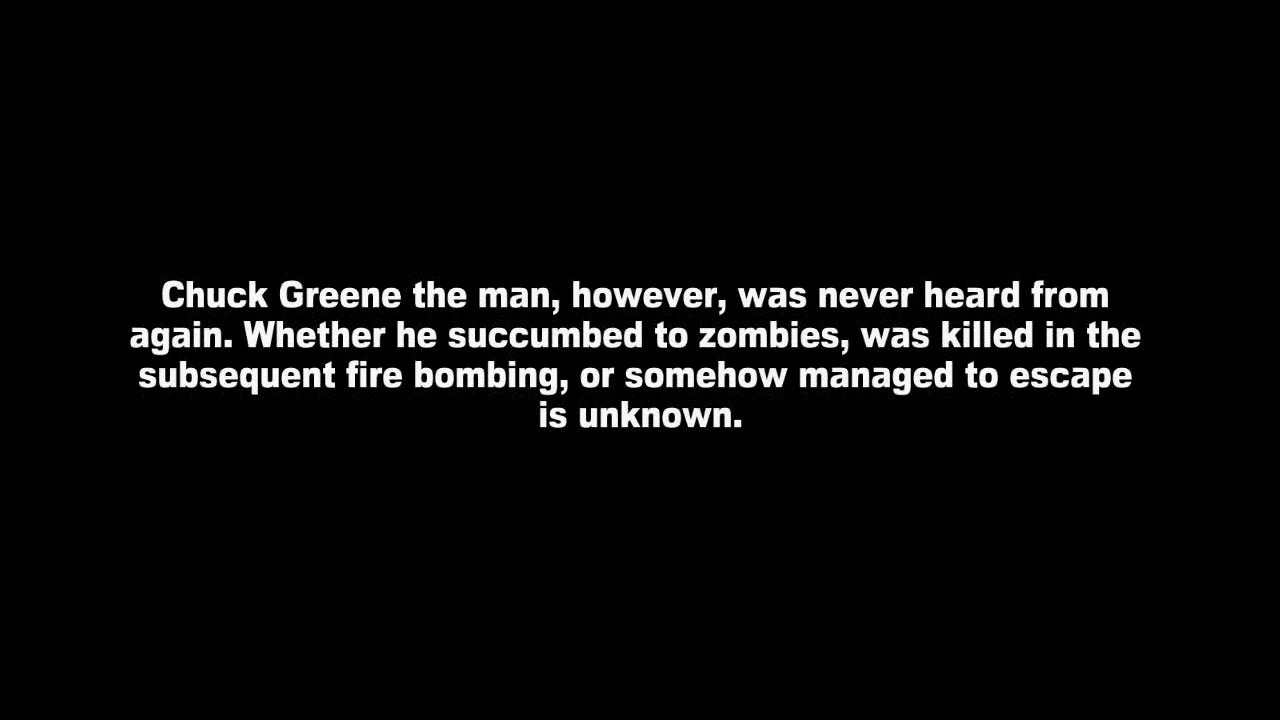 Chuck Greene the man, however, was never heard from
again. Whether he succumbed to zombies, was killed in the
subsequent fire bombing, or somehow managed to escape
is unknown.